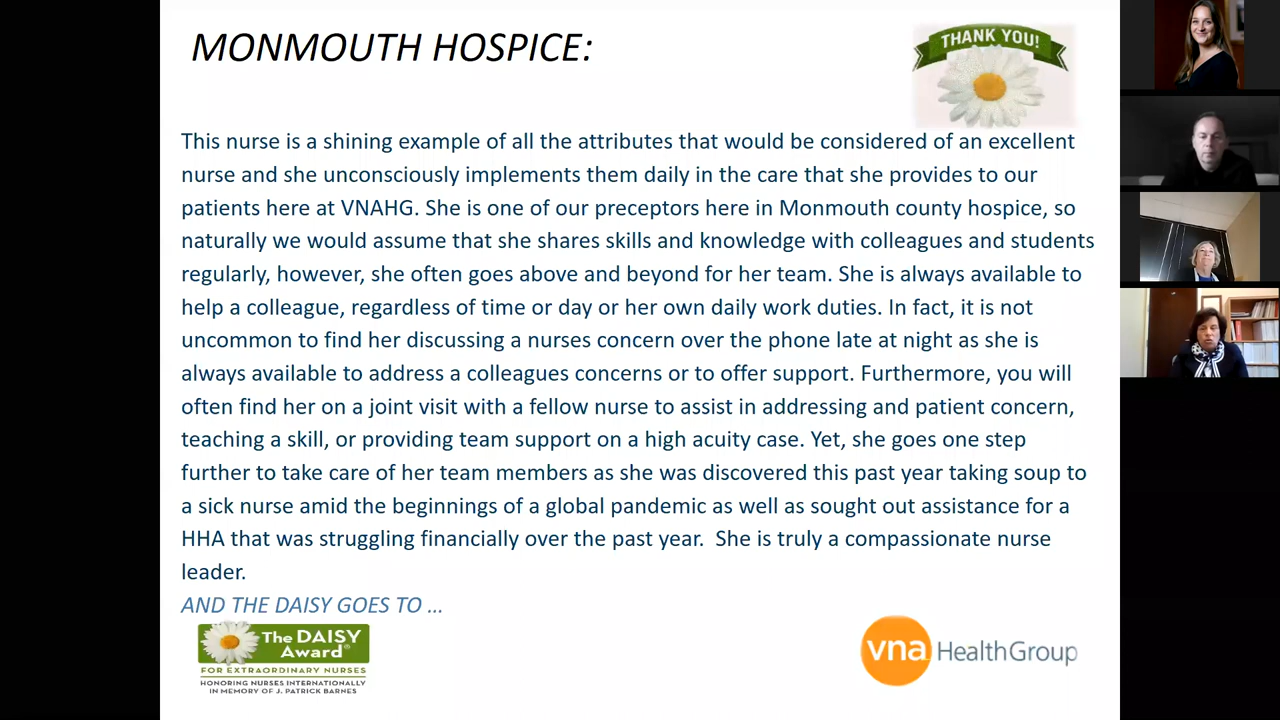 MONMOUTH HOSPICE:
THANK YOU!
This nurse is a shining example of all the attributes that would be considered of an excellent
nurse and she unconsciously implements them daily in the care that she provides to our
patients here at VNAHG. She is one of our preceptors here in Monmouth county hospice, so
naturally we would assume that she shares skills and knowledge with colleagues and students
regularly, however, she often goes above and beyond for her team. She is always available to
help a colleague, regardless of time or day or her own daily work duties. In fact, it is not
uncommon to find her discussing a nurses concern over the phone late at night as she is
always available to address a colleagues concerns or to offer support. Furthermore, you will
often find her on a joint visit with a fellow nurse to assist in addressing and patient concern,
teaching a skill, or providing team support on a high acuity case. Yet, she goes one step
further to take care of her team members as she was discovered this past year taking soup to
a sick nurse amid the beginnings of a global pandemic as well as sought out assistance for a
HHA that was struggling financially over the past year.  She is truly a compassionate nurse
leader.
AND THE DAISY GOES TO ...
The DAISY
Award®
FOR EXTRAORDINARY NURSES
HONORING NURSES INTERNATIONALLY
IN MEMORY OF J. PATRICK BARNES
vna HealthGroup